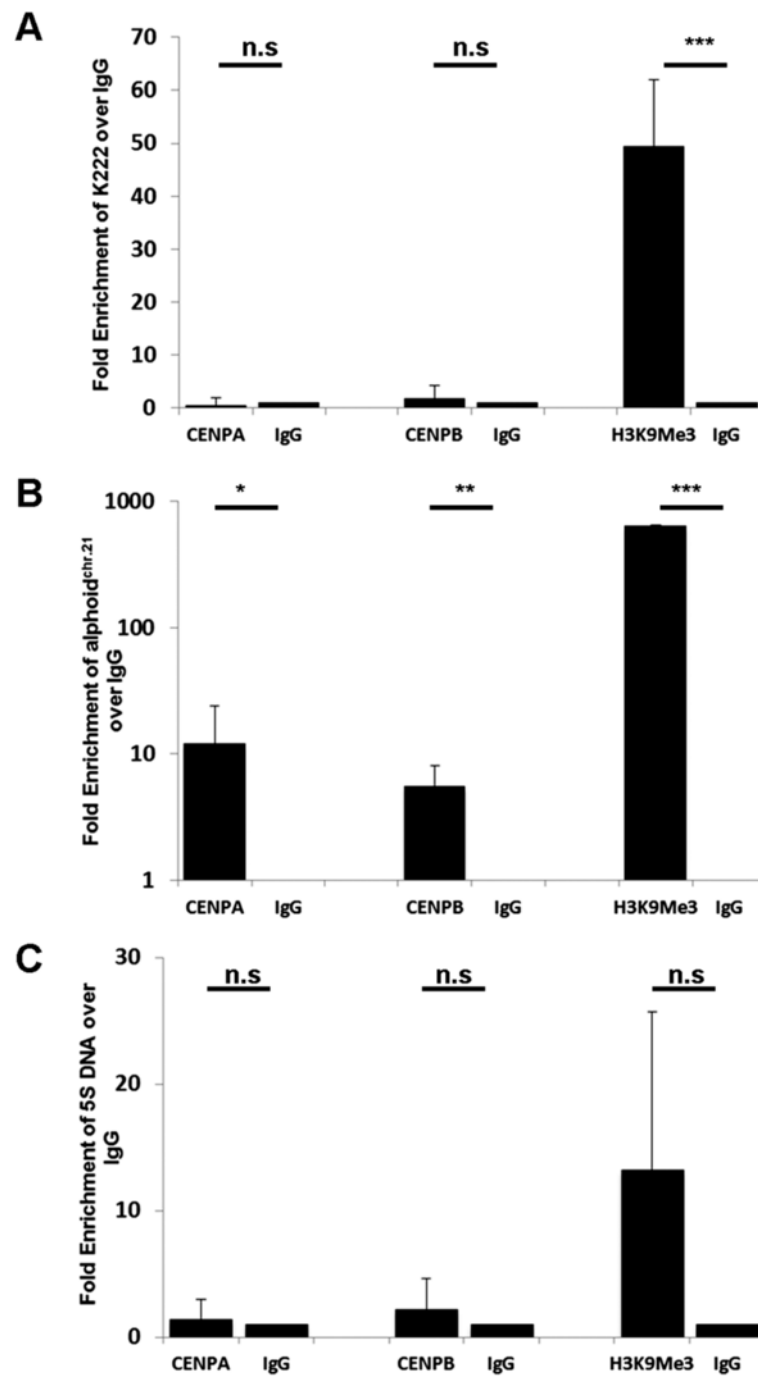 A
Fold Enrichment of K222 over IgG
70
60
50
40
30
20
10
0
n.s
n.s
***
CENPA IgG CENPB IgG H3K9Me3 IgG
B
Fold Enrichment of alphoidchr.21
over IgG
1000
100
10
1
*
**
***
CENPA IgG CENPB IgG H3K9Me3 IgG
C
Fold Enrichment of 5S DNA over
IgG
30
20
10
0
n.s
n.s
n.s
CENPA IgG CENPB IgG H3K9Me3 IgG